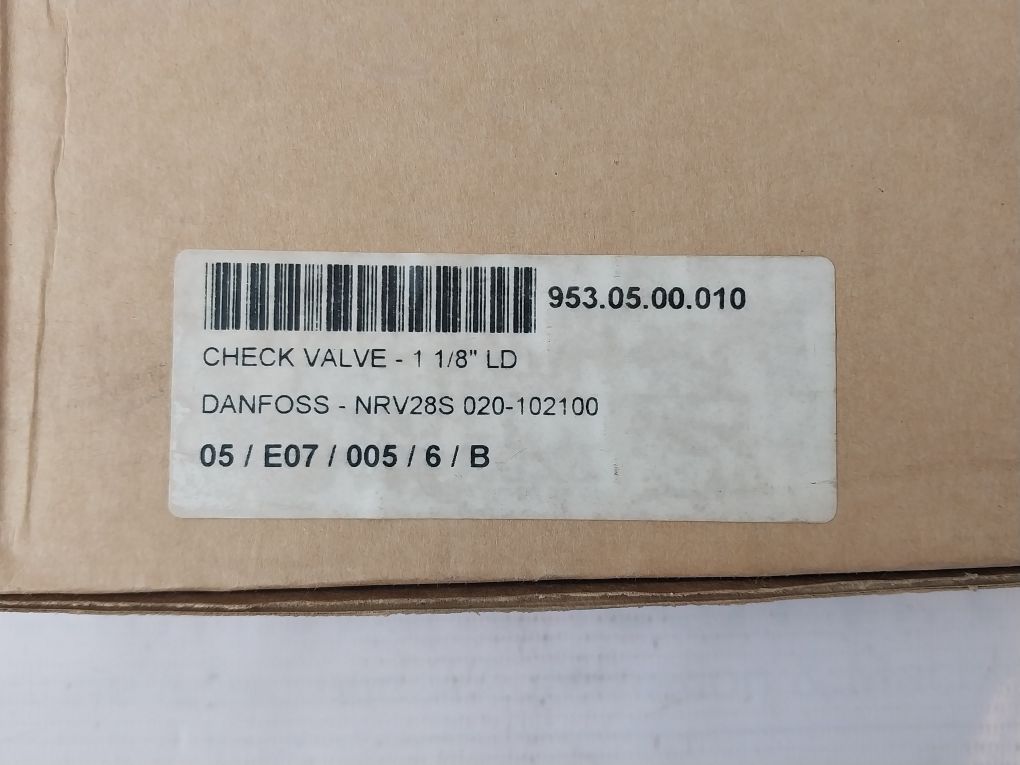 953.05.00.010
CHECK VALVE - 1 1/8" LD
DANFOSS - NRV28S 020-102100
05 / E07 / 005 / 6 / B